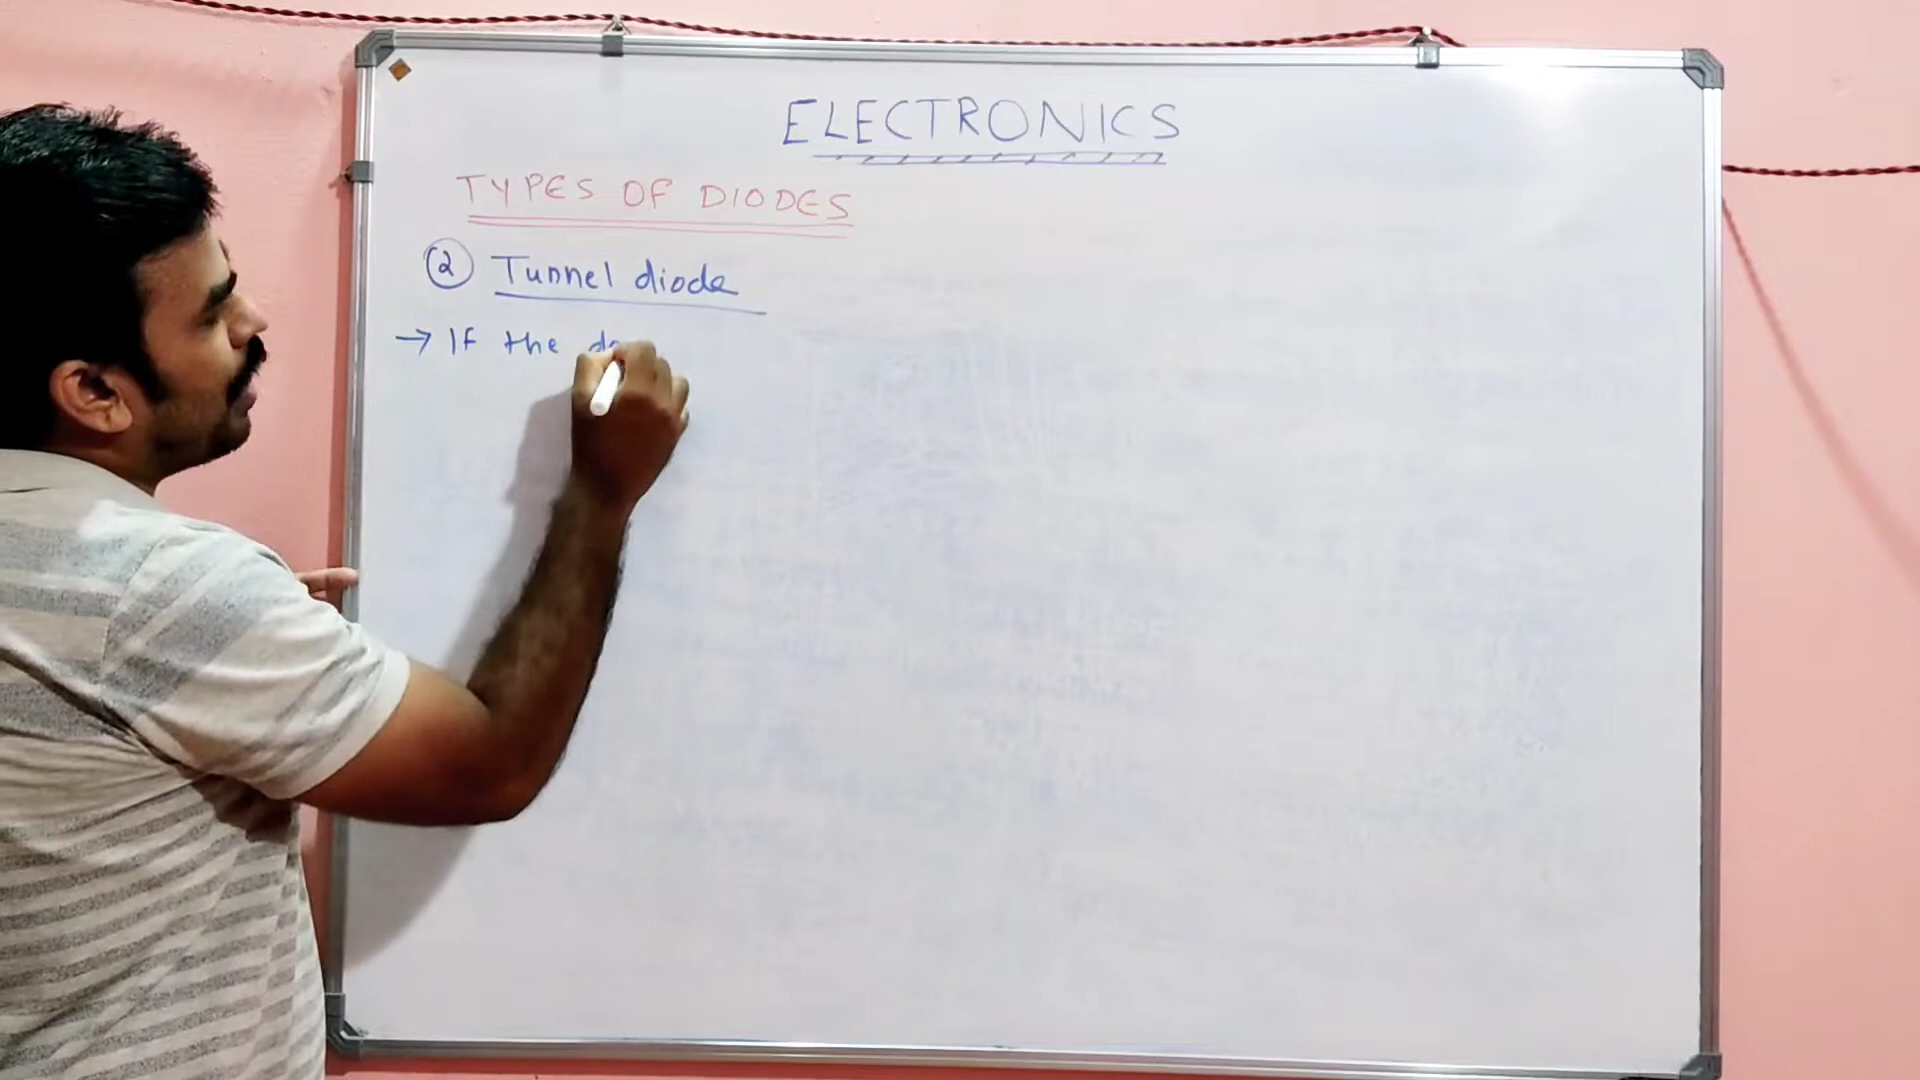 ELECTRONICS
TYPES OF DIODES
② Tunnel diode
→ If the